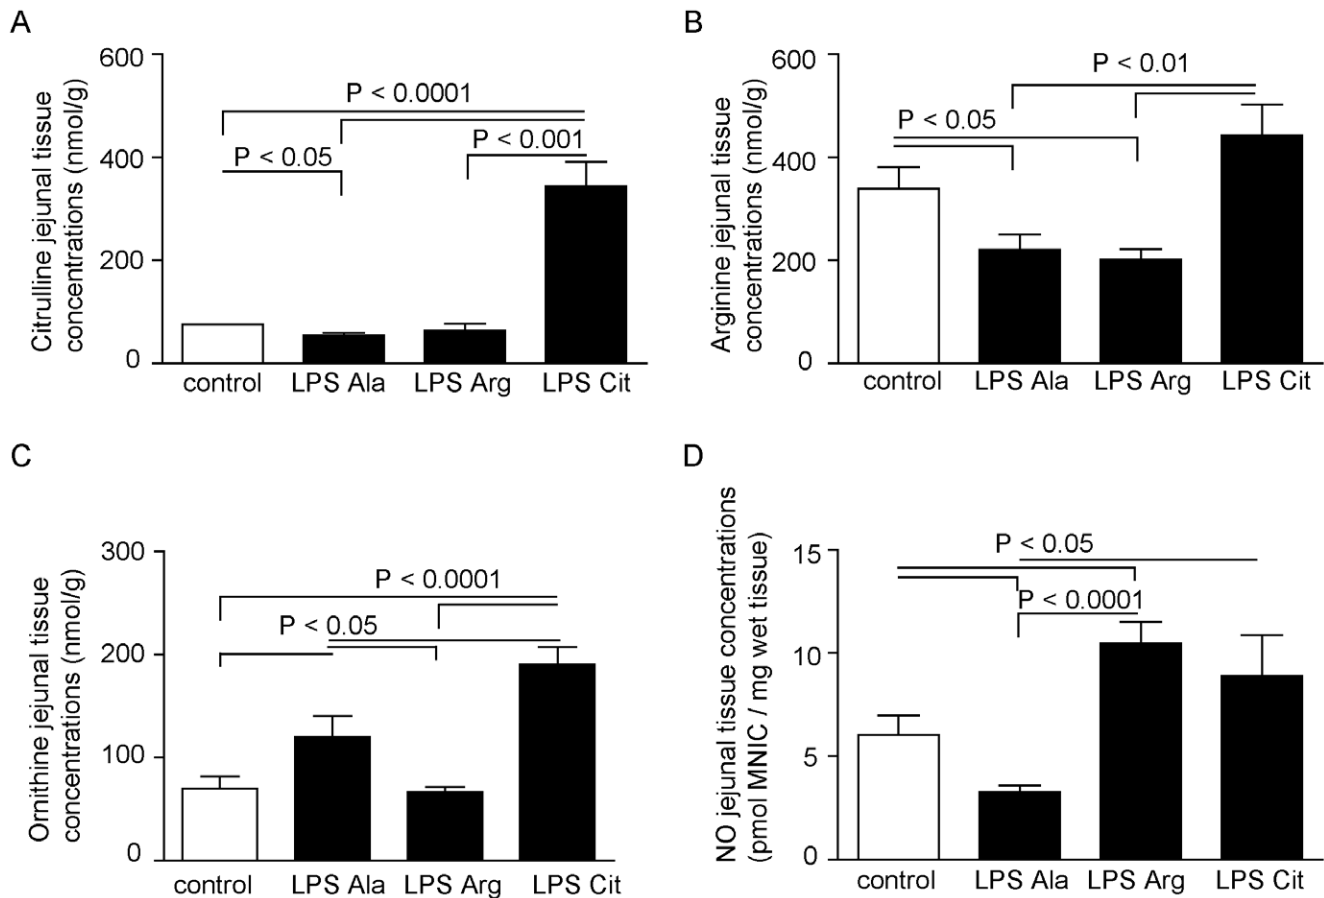 A
Citrulline jejunal tissue
concentrations (nmol/g)
600
400
200
0
P < 0.0001
P < 0.001
P < 0.05
control
LPS Ala
LPS Arg
LPS Cit
B
Arginine jejunal tissue
concentrations (nmol/g)
600
400
200
0
P < 0.01
P < 0.05
control
LPS Ala
LPS Arg
LPS Cit
C
Ornithine jejunal tissue
concentrations (nmol/g)
300
200
100
0
P < 0.0001
P < 0.05
control
LPS Ala
LPS Arg
LPS Cit
D
NO jejunal tissue concentrations
(pmol MNIC / mg wet tissue)
15
10
5
0
P < 0.05
P < 0.0001
control
LPS Ala
LPS Arg
LPS Cit